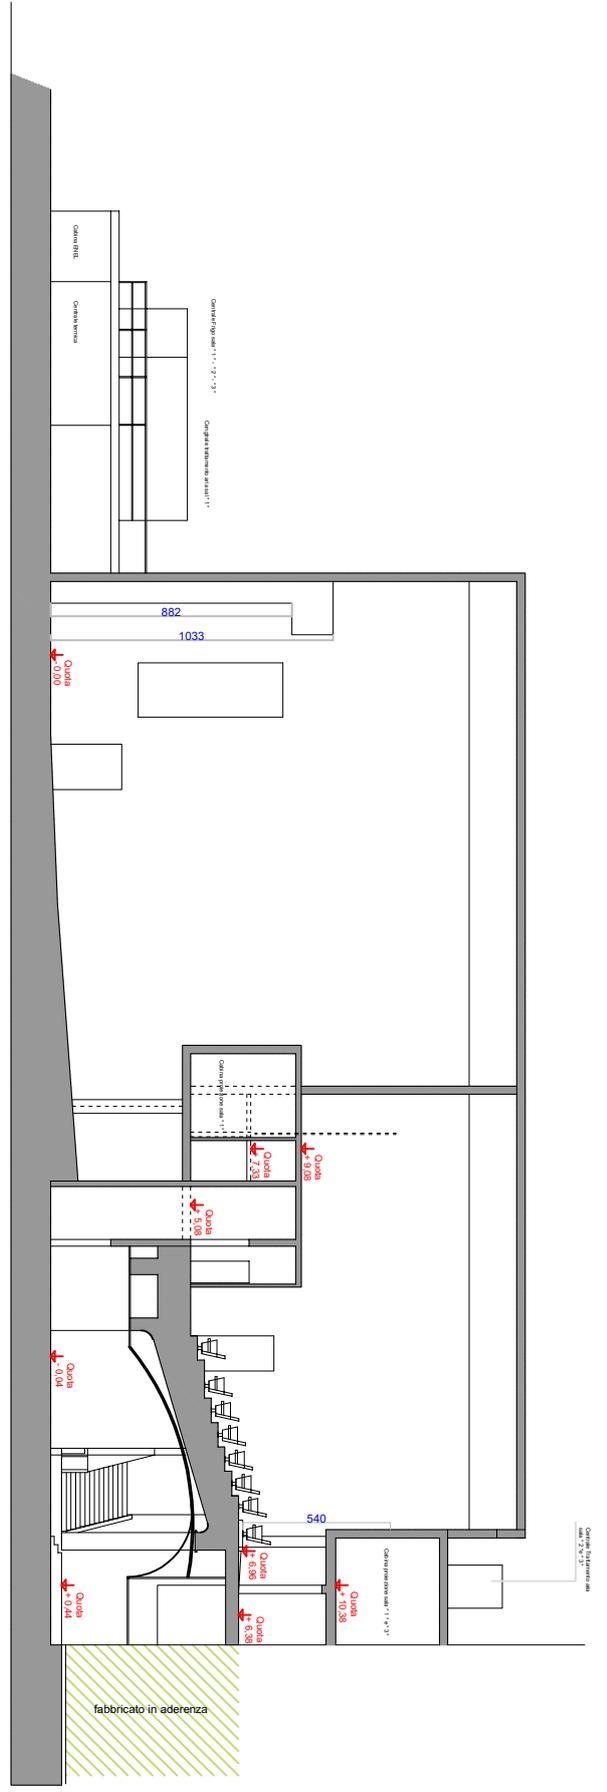 Cabina ENEL
Centrale termica
Centrale Frigo sala " 1 " - " 2 " - " 3 "
Centrale trattamento aria sala " 1 "
882
1033
Quota
- 0,00
Cabina proiezione sala " 1 "
Quota
+ 7,33
Quota
+ 9,08
Quota
+ 5,08
Quota
- 0,04
540
Centrale Trattamento aria
sala " 2 "e " 3 "
Quota
+ 6,96
Cabina proiezione sala " 1 " e " 3 "
Quota
+ 10,38
Quota
+ 0,44
Quota
+ 6,38
fabbricato in aderenza